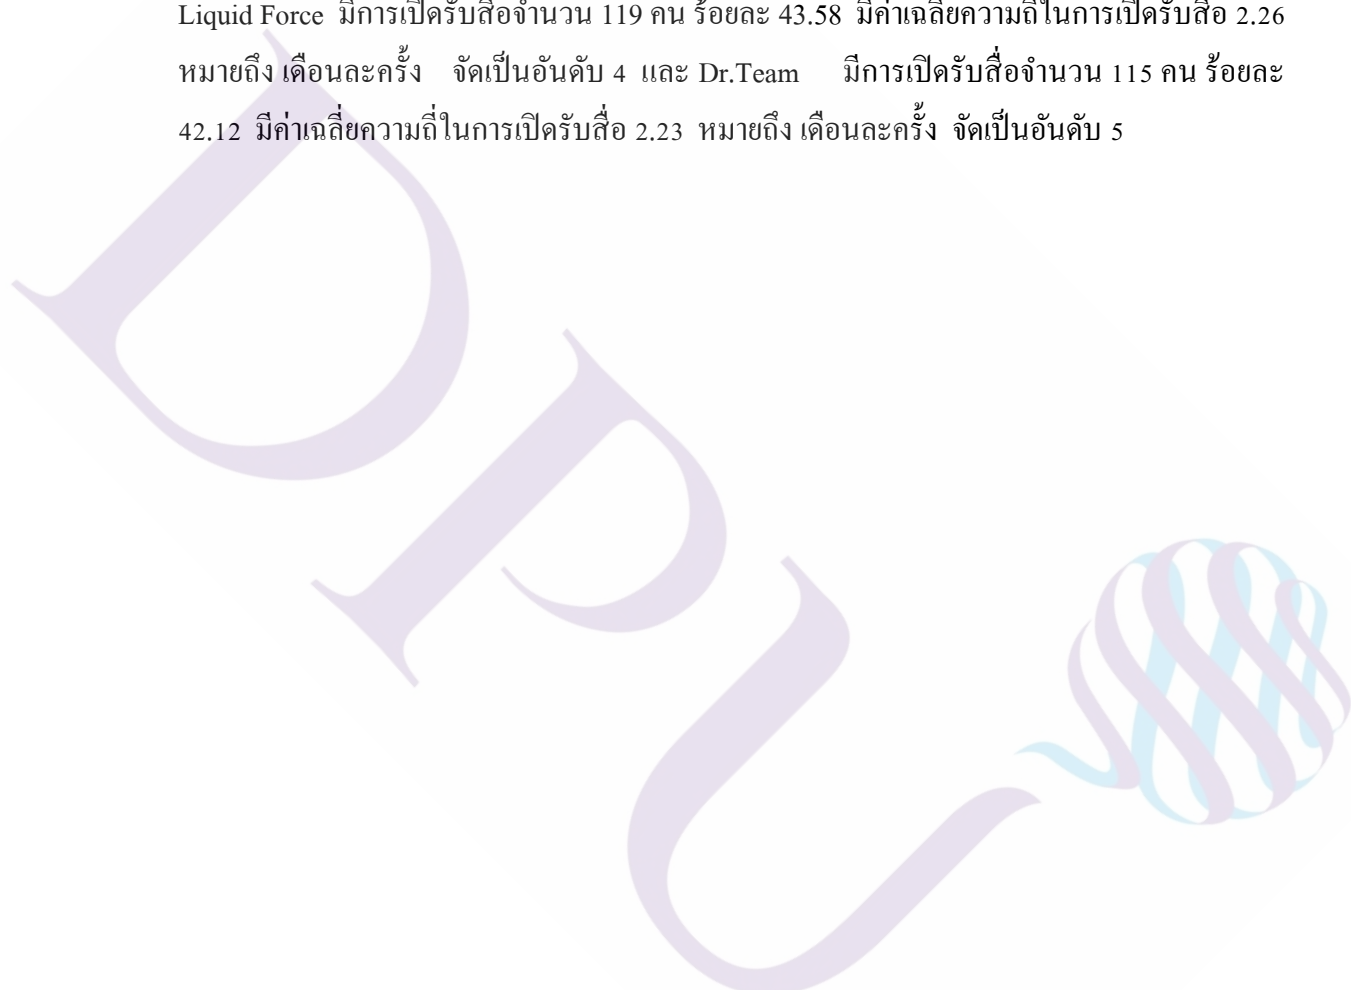 Liquid Force มีการเปิดรับสื่อจำนวน 119 คน ร้อยละ 43.58 มีค่าเฉลี่ยความถี่ในการเปิดรับสื่อ 2.26
หมายถึง เดือนละครั้ง จัดเป็นอันดับ 4 และ Dr.Team มีการเปิดรับสื่อจำนวน 115 คน ร้อยละ
42.12 มีค่าเฉลี่ยความถี่ในการเปิดรับสื่อ 2.23 หมายถึง เดือนละครั้ง จัดเป็นอันดับ 5
DPU